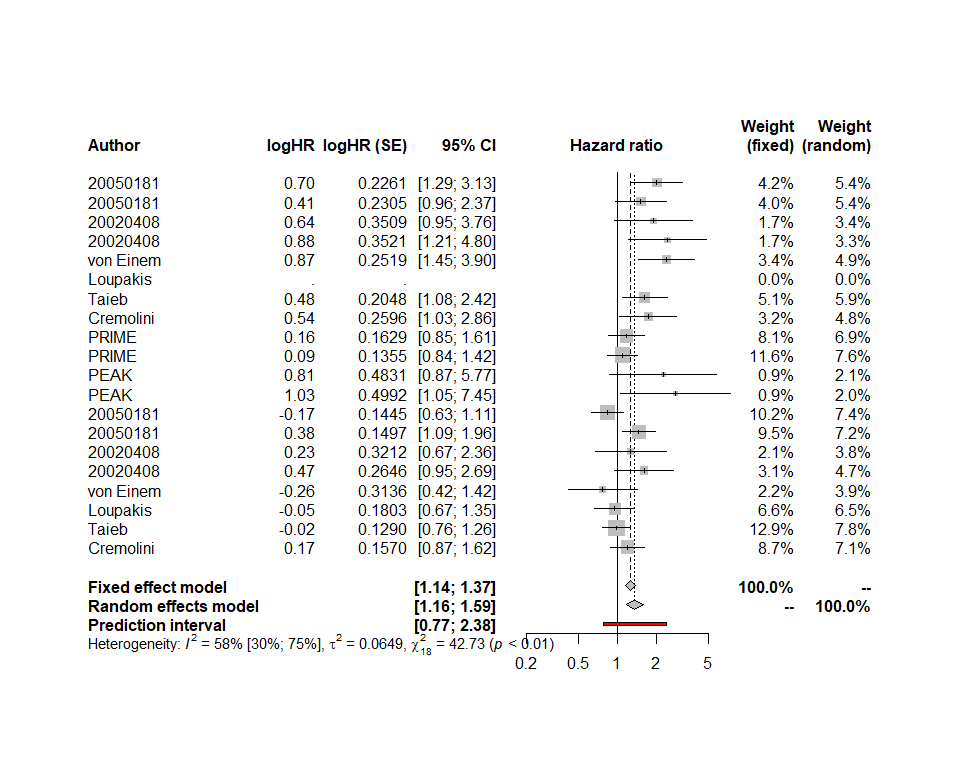 Weight Weight
Author logHR logHR (SE) 95% CI Hazard ratio (fixed) (random)
20050181 0.70 0.2261 [1.29; 3.13] 4.2% 5.4%
20050181 0.41 0.2305 [0.96; 2.37] 4.0% 5.4%
20020408 0.64 0.3509 [0.95; 3.76] 1.7% 3.4%
20020408 0.88 0.3521 [1.21; 4.80] 1.7% 3.3%
von Einem 0.87 0.2519 [1.45; 3.90] 3.4% 4.9%
Loupakis . . 0.0% 0.0%
Taieb 0.48 0.2048 [1.08; 2.42] 5.1% 5.9%
Cremolini 0.54 0.2596 [1.03; 2.86] 3.2% 4.8%
PRIME 0.16 0.1629 [0.85; 1.61] 8.1% 6.9%
PRIME 0.09 0.1355 [0.84; 1.42] 11.6% 7.6%
PEAK 0.81 0.4831 [0.87; 5.77] 0.9% 2.1%
PEAK 1.03 0.4992 [1.05; 7.45] 0.9% 2.0%
20050181 -0.17 0.1445 [0.63; 1.11] 10.2% 7.4%
20050181 0.38 0.1497 [1.09; 1.96] 9.5% 7.2%
20020408 0.23 0.3212 [0.67; 2.36] 2.1% 3.8%
20020408 0.47 0.2646 [0.95; 2.69] 3.1% 4.7%
von Einem -0.26 0.3136 [0.42; 1.42] 2.2% 3.9%
Loupakis -0.05 0.1803 [0.67; 1.35] 6.6% 6.5%
Taieb -0.02 0.1290 [0.76; 1.26] 12.9% 7.8%
Cremolini 0.17 0.1570 [0.87; 1.62] 8.7% 7.1%
Fixed effect model [1.14; 1.37] 100.0% --
Random effects model [1.16; 1.59] -- 100.0%
Prediction interval [0.77; 2.38]
Heterogeneity: I² = 58% [30%; 75%], τ² = 0.0649, χ²₁₈ = 42.73 (p < 0.01)
0.2 0.5 1 2 5